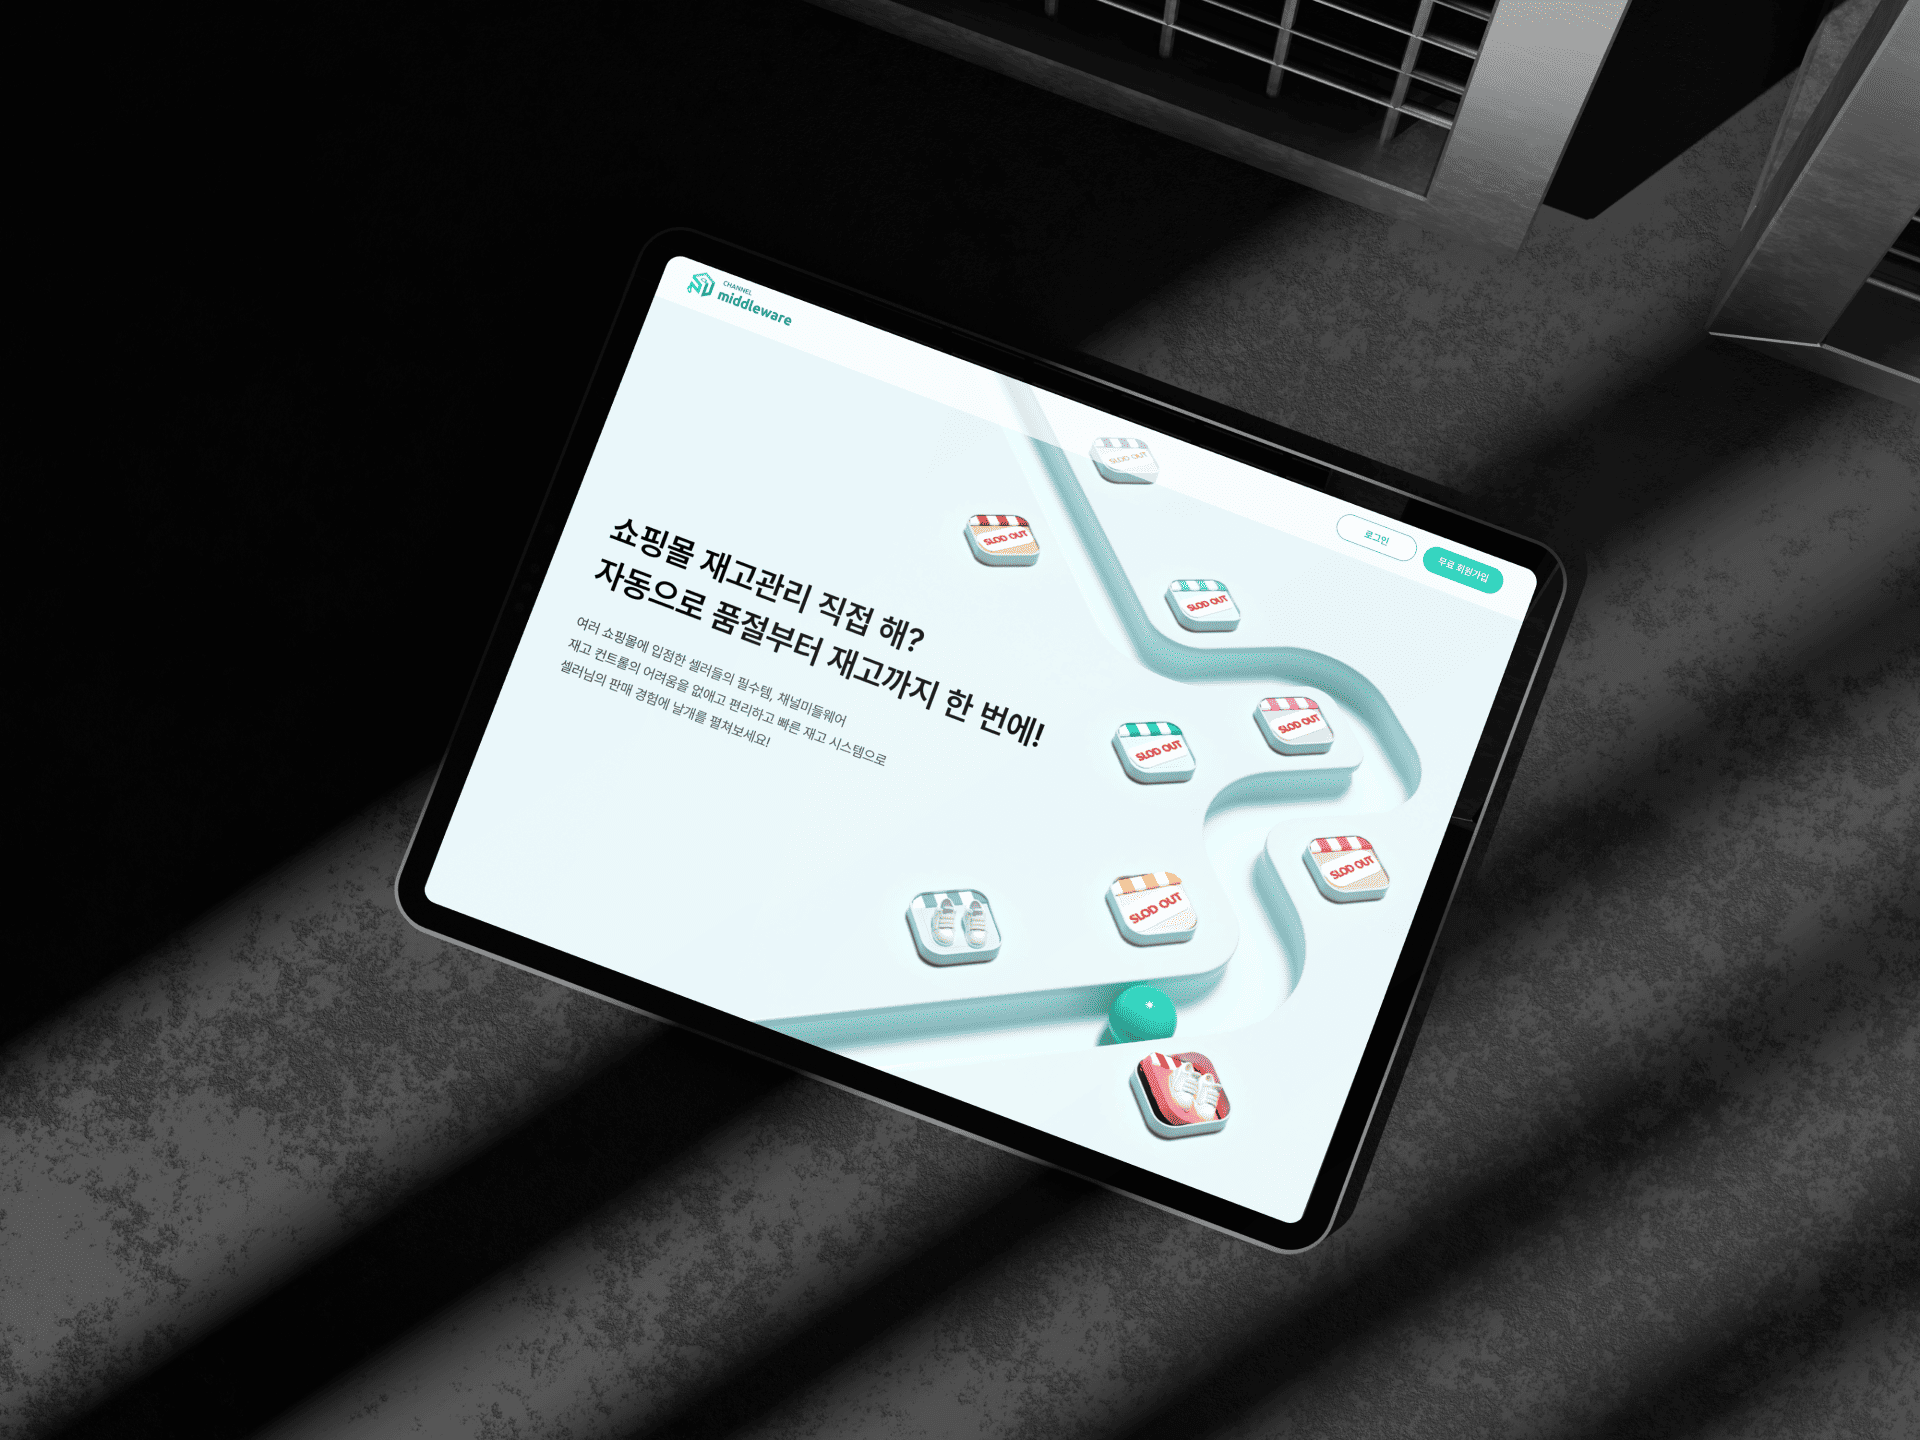 CHANNEL
middleware
로그인
무료 회원가입
쇼핑몰 재고관리 직접 해?
자동으로 품절부터 재고까지 한 번에!
여러 쇼핑몰에 입점한 셀러들의 필수템, 채널미들웨어
재고 컨트롤의 어려움을 없애고 편리하고 빠른 재고 시스템으로
셀러님의 판매 경험에 날개를 펼쳐보세요!
SLOD OUT
SLOD OUT
SLOD OUT
SLOD OUT
SLOD OUT
SLOD OUT
SLOD OUT